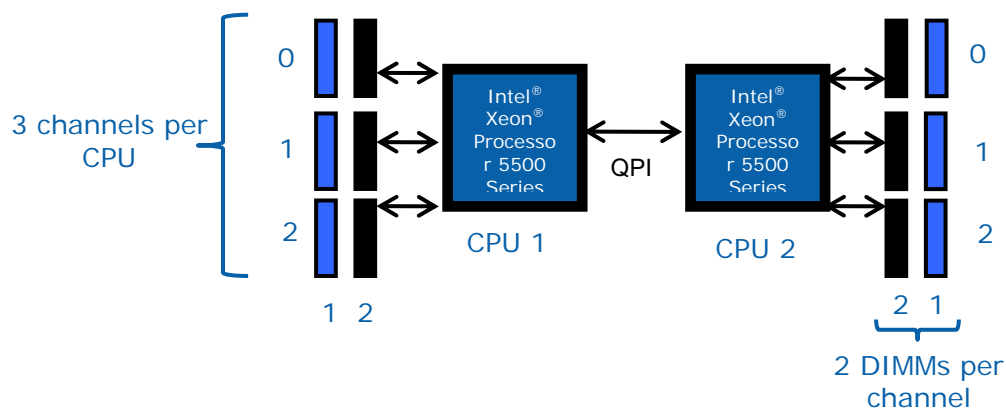 3 channels per
CPU
0
1
2
1 2
Intel®
Xeon®
Processo
r 5500
Series
CPU 1
QPI
Intel®
Xeon®
Processo
r 5500
Series
CPU 2
0
1
2
2 1
2 DIMMs per
channel